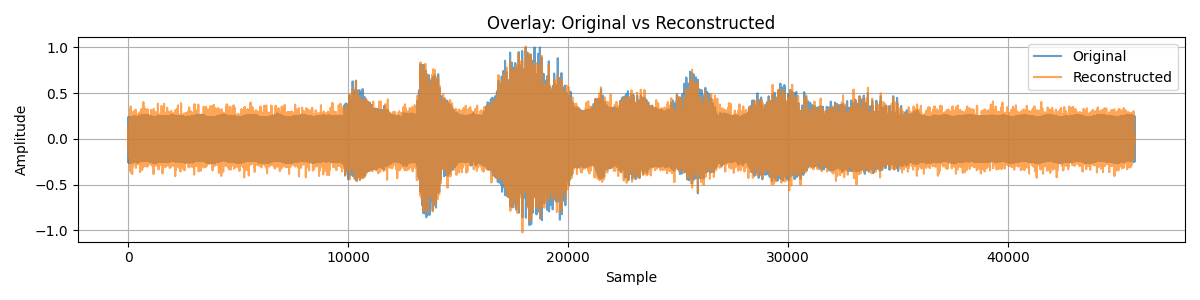 Overlay: Original vs Reconstructed
Original
Reconstructed
Amplitude
1.0
0.5
0.0
−0.5
−1.0
0 10000 20000 30000 40000
Sample